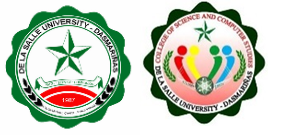 DE LA SALLE UNIVERSITY - DASMARIÑAS
1987
COLLEGE OF SCIENCE AND COMPUTER STUDIES
DE LA SALLE UNIVERSITY - DASMARIÑAS